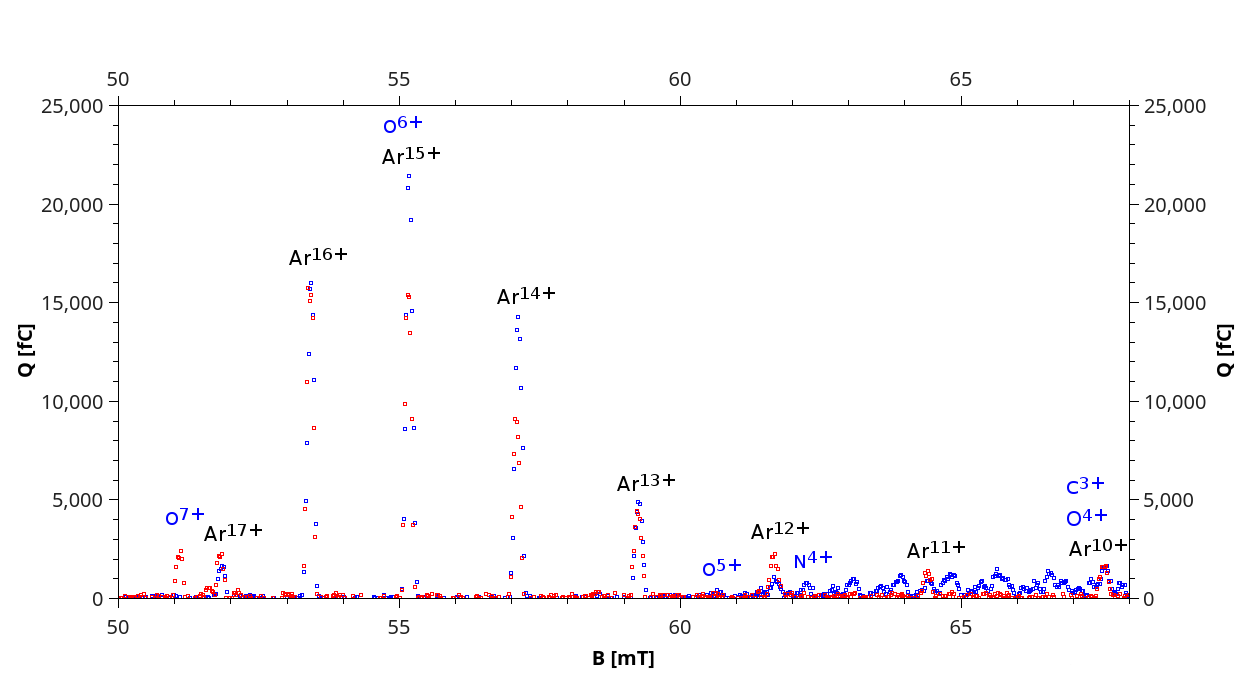 50 55 60 65
25,000 25,000
O6+
Ar15+
20,000 20,000
Ar16+
Ar14+
15,000 15,000
Q [fC] Q [fC]
10,000 10,000
Ar13+
5,000 5,000
C3+
O7+ O4+
Ar17+ Ar12+ Ar11+ Ar10+
O5+ N4+
0 0
50 55 60 65
B [mT]